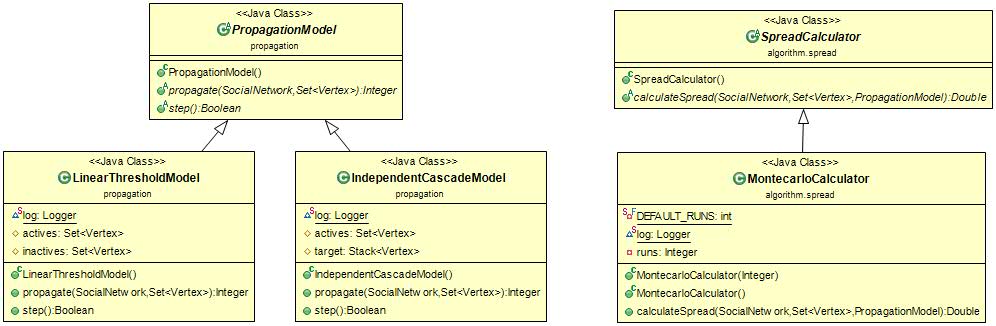 <<Java Class>>
PropagationModel
propagation
PropagationModel()
propagate(SocialNetwork,Set<Vertex>):Integer
step():Boolean
<<Java Class>>
SpreadCalculator
algorithm.spread
SpreadCalculator()
calculateSpread(SocialNetwork,Set<Vertex>,PropagationModel):Double
<<Java Class>>
LinearThresholdModel
propagation
log: Logger
actives: Set<Vertex>
inactives: Set<Vertex>
LinearThresholdModel()
propagate(SocialNetwork,Set<Vertex>):Integer
step():Boolean
<<Java Class>>
IndependentCascadeModel
propagation
log: Logger
actives: Set<Vertex>
target: Stack<Vertex>
IndependentCascadeModel()
propagate(SocialNetwork,Set<Vertex>):Integer
step():Boolean
<<Java Class>>
MontecarloCalculator
algorithm.spread
DEFAULT_RUNS: int
log: Logger
runs: Integer
MontecarloCalculator(Integer)
MontecarloCalculator()
calculateSpread(SocialNetwork,Set<Vertex>,PropagationModel):Double